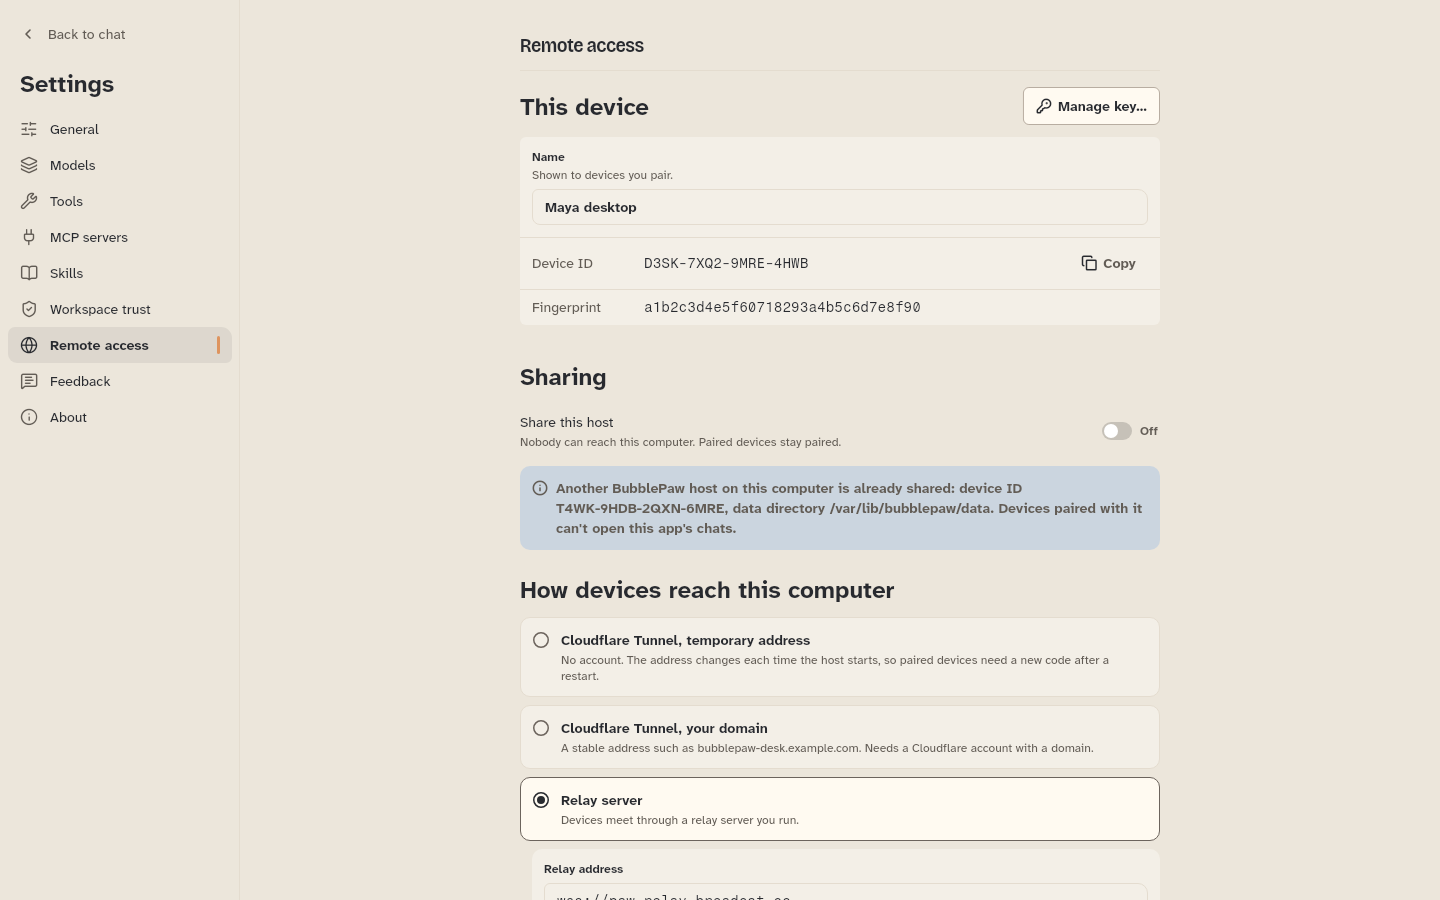 Back to chat
Settings
General
Models
Tools
MCP servers
Skills
Workspace trust
Remote access
Feedback
About
Remote access
This device
Manage key...
Name
Shown to devices you pair.
Maya desktop
Device ID
D3SK-7XQ2-9MRE-4HWB
Copy
Fingerprint
a1b2c3d4e5f60718293a4b5c6d7e8f90
Sharing
Share this host
Nobody can reach this computer. Paired devices stay paired.
Off
Another BubblePaw host on this computer is already shared: device ID
T4WK-9HDB-2QXN-6MRE, data directory /var/lib/bubblepaw/data. Devices paired with it
can't open this app's chats.
How devices reach this computer
Cloudflare Tunnel, temporary address
No account. The address changes each time the host starts, so paired devices need a new code after a
restart.
Cloudflare Tunnel, your domain
A stable address such as bubblepaw-desk.example.com. Needs a Cloudflare account with a domain.
Relay server
Devices meet through a relay server you run.
Relay address